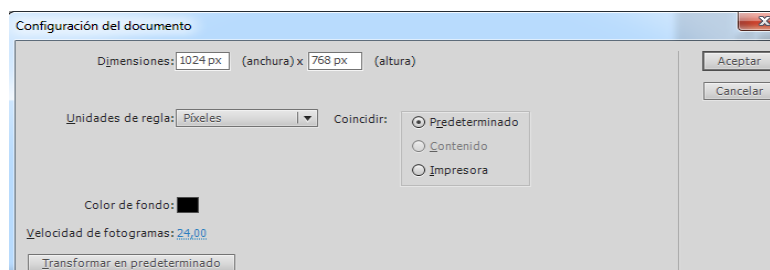 Configuración del documento
Dimensiones: 1024 px (anchura) x 768 px (altura)
Aceptar
Cancelar
Unidades de regla: Píxeles Coincidir: Predeterminado
Contenido
Impresora
Color de fondo:
Velocidad de fotogramas: 24,00
Transformar en predeterminado